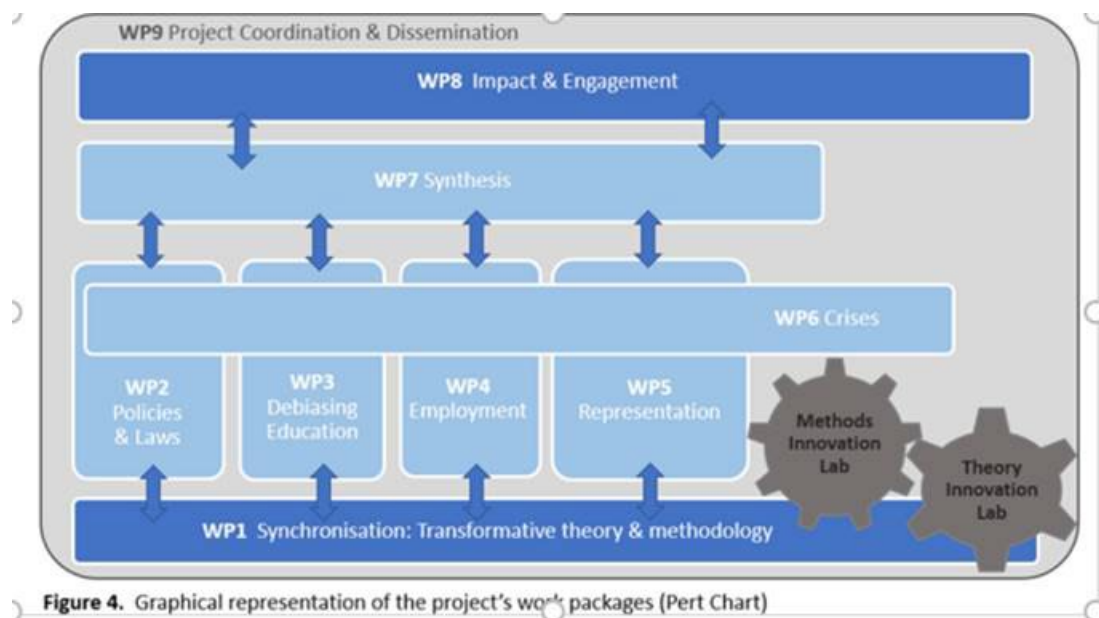 WP9 Project Coordination & Dissemination
WP8 Impact & Engagement
WP7 Synthesis
WP6 Crises
WP2
Policies
& Laws
WP3
Debiasing
Education
WP4
Employment
WP5
Representation
Methods
Innovation
Lab
Theory
Innovation
Lab
WP1 Synchronisation: Transformative theory & methodology
Figure 4. Graphical representation of the project's work packages (Pert Chart)